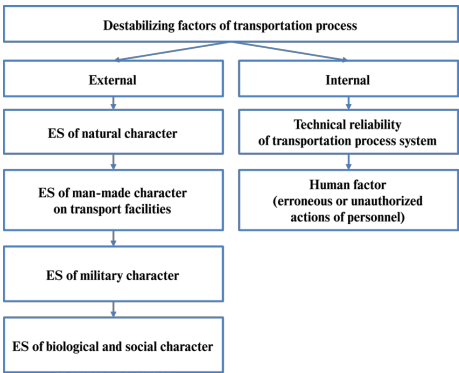 Destabilizing factors of transportation process
External
Internal
ES of natural character
Technical reliability
of transportation process system
ES of man-made character
on transport facilities
Human factor
(erroneous or unauthorized
actions of personnel)
ES of military character
ES of biological and social character